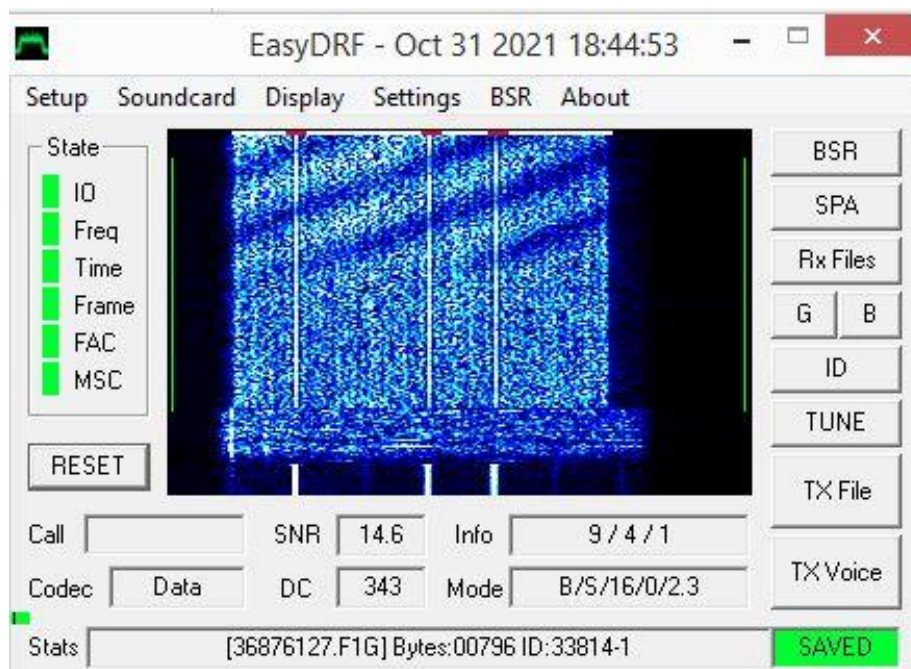 EasyDRF - Oct 31 2021 18:44:53
Setup Soundcard Display Settings BSR About
State
IO
Freq
Time
Frame
FAC
MSC
RESET
BSR
SPA
Rx Files
G B
ID
TUNE
TX File
TX Voice
Call SNR 14.6 Info 9 / 4 / 1
Codec Data DC 343 Mode B/S/16/0/2.3
Stats [36876127.F1G] Bytes:00796 ID:33814-1 SAVED